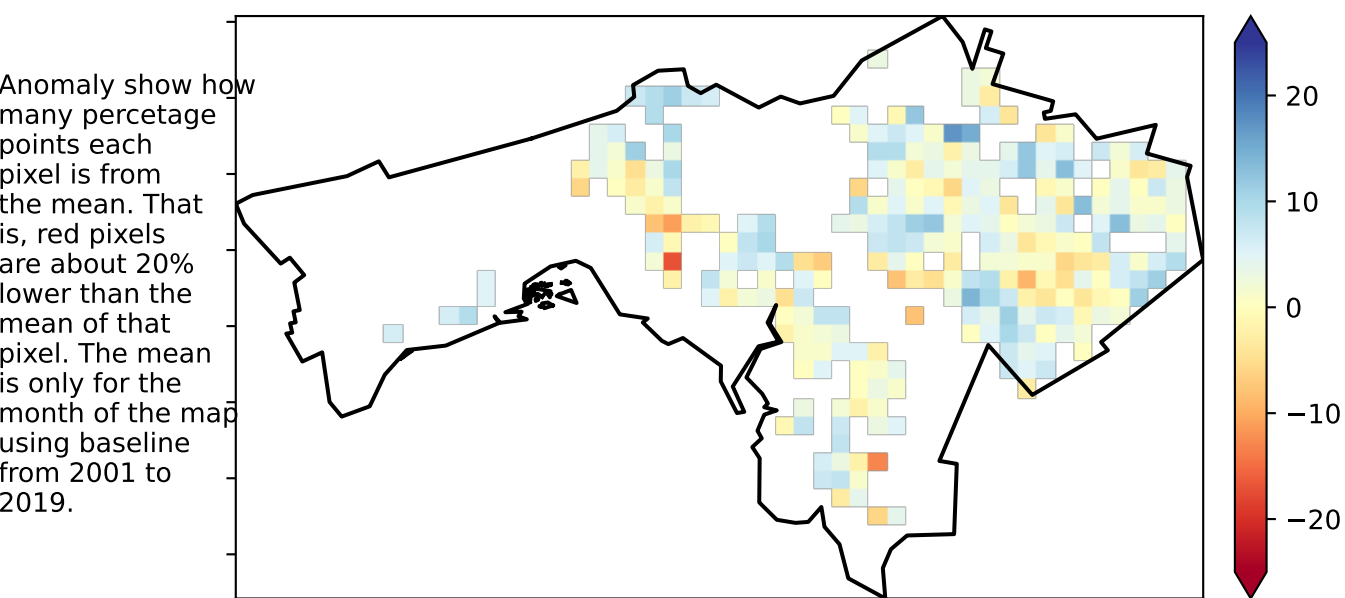 Anomaly show how
many percetage
points each
pixel is from
the mean. That
is, red pixels
are about 20%
lower than the
mean of that
pixel. The mean
is only for the
month of the map
using baseline
from 2001 to
2019.
20
10
0
−10
−20